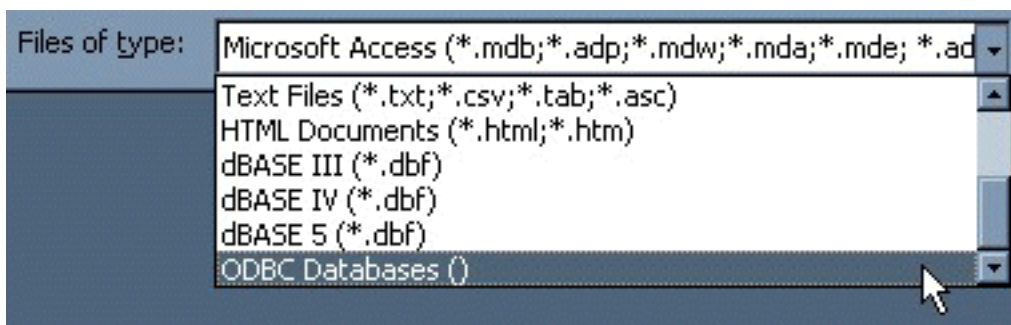 Files of type:
Microsoft Access (*.mdb;*.adp;*.mdw;*.mda;*.mde; *.ad
Text Files (*.txt;*.csv;*.tab;*.asc)
HTML Documents (*.html;*.htm)
dBASE III (*.dbf)
dBASE IV (*.dbf)
dBASE 5 (*.dbf)
ODBC Databases ()